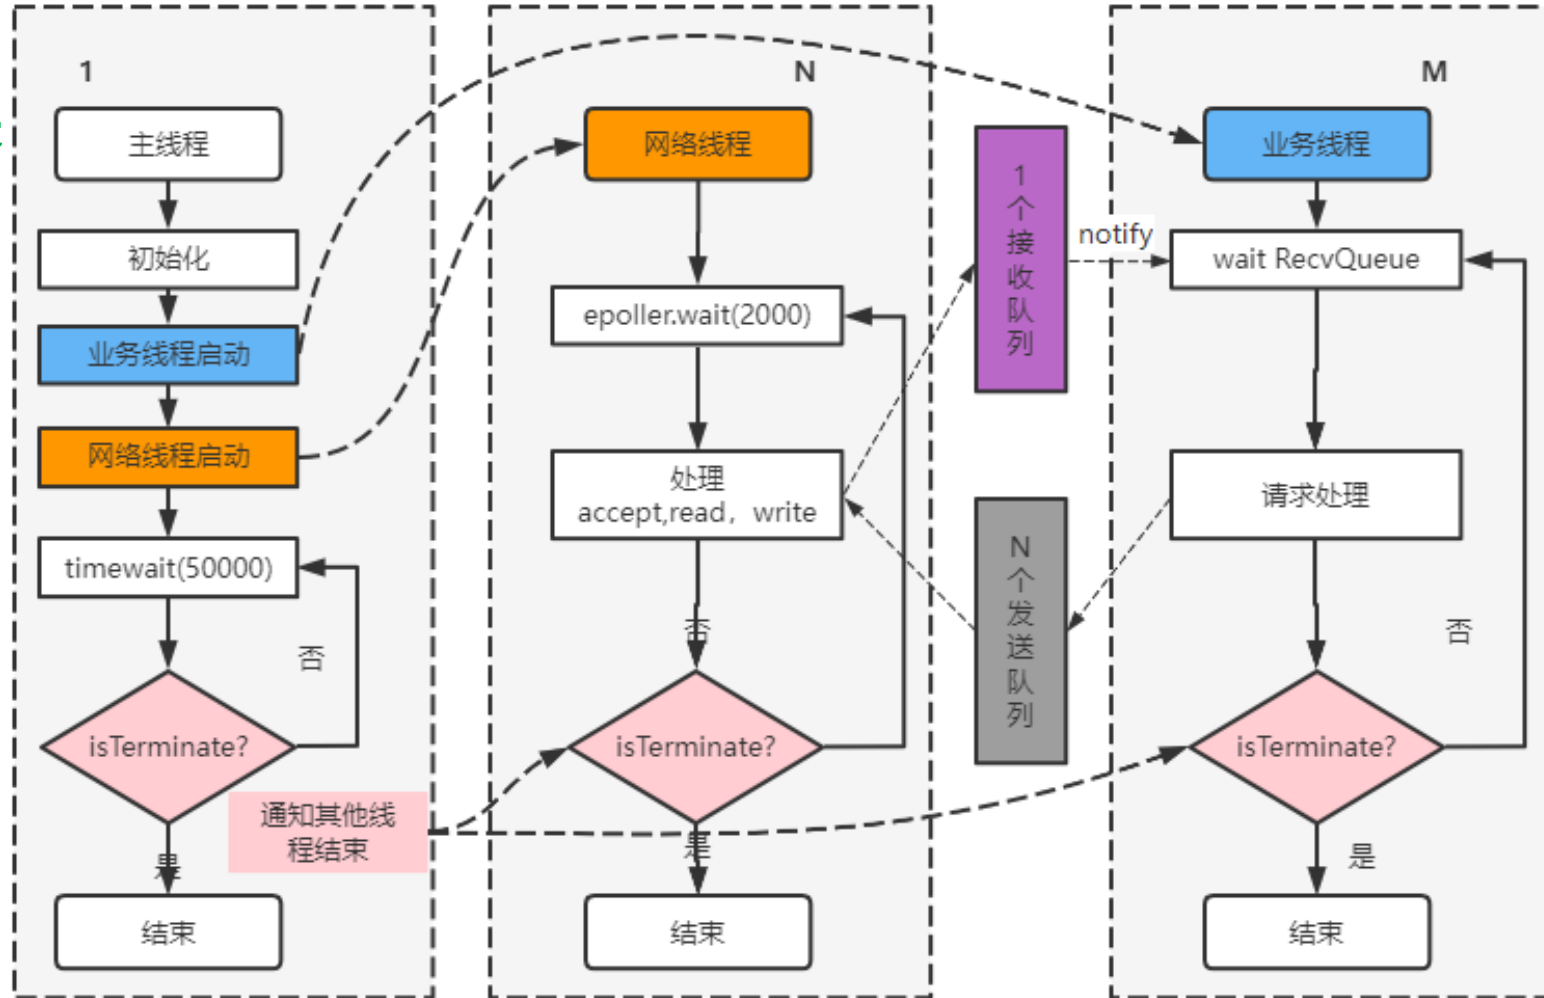 1
主线程
初始化
业务线程启动
网络线程启动
timewait(50000)
否
isTerminate?
通知其他线
程结束
是
结束
N
网络线程
epoller.wait(2000)
处理
accept,read，write
否
isTerminate?
是
结束
1
个
接
收
队
列
notify
N
个
发
送
队
列
M
业务线程
wait RecvQueue
请求处理
否
isTerminate?
是
结束